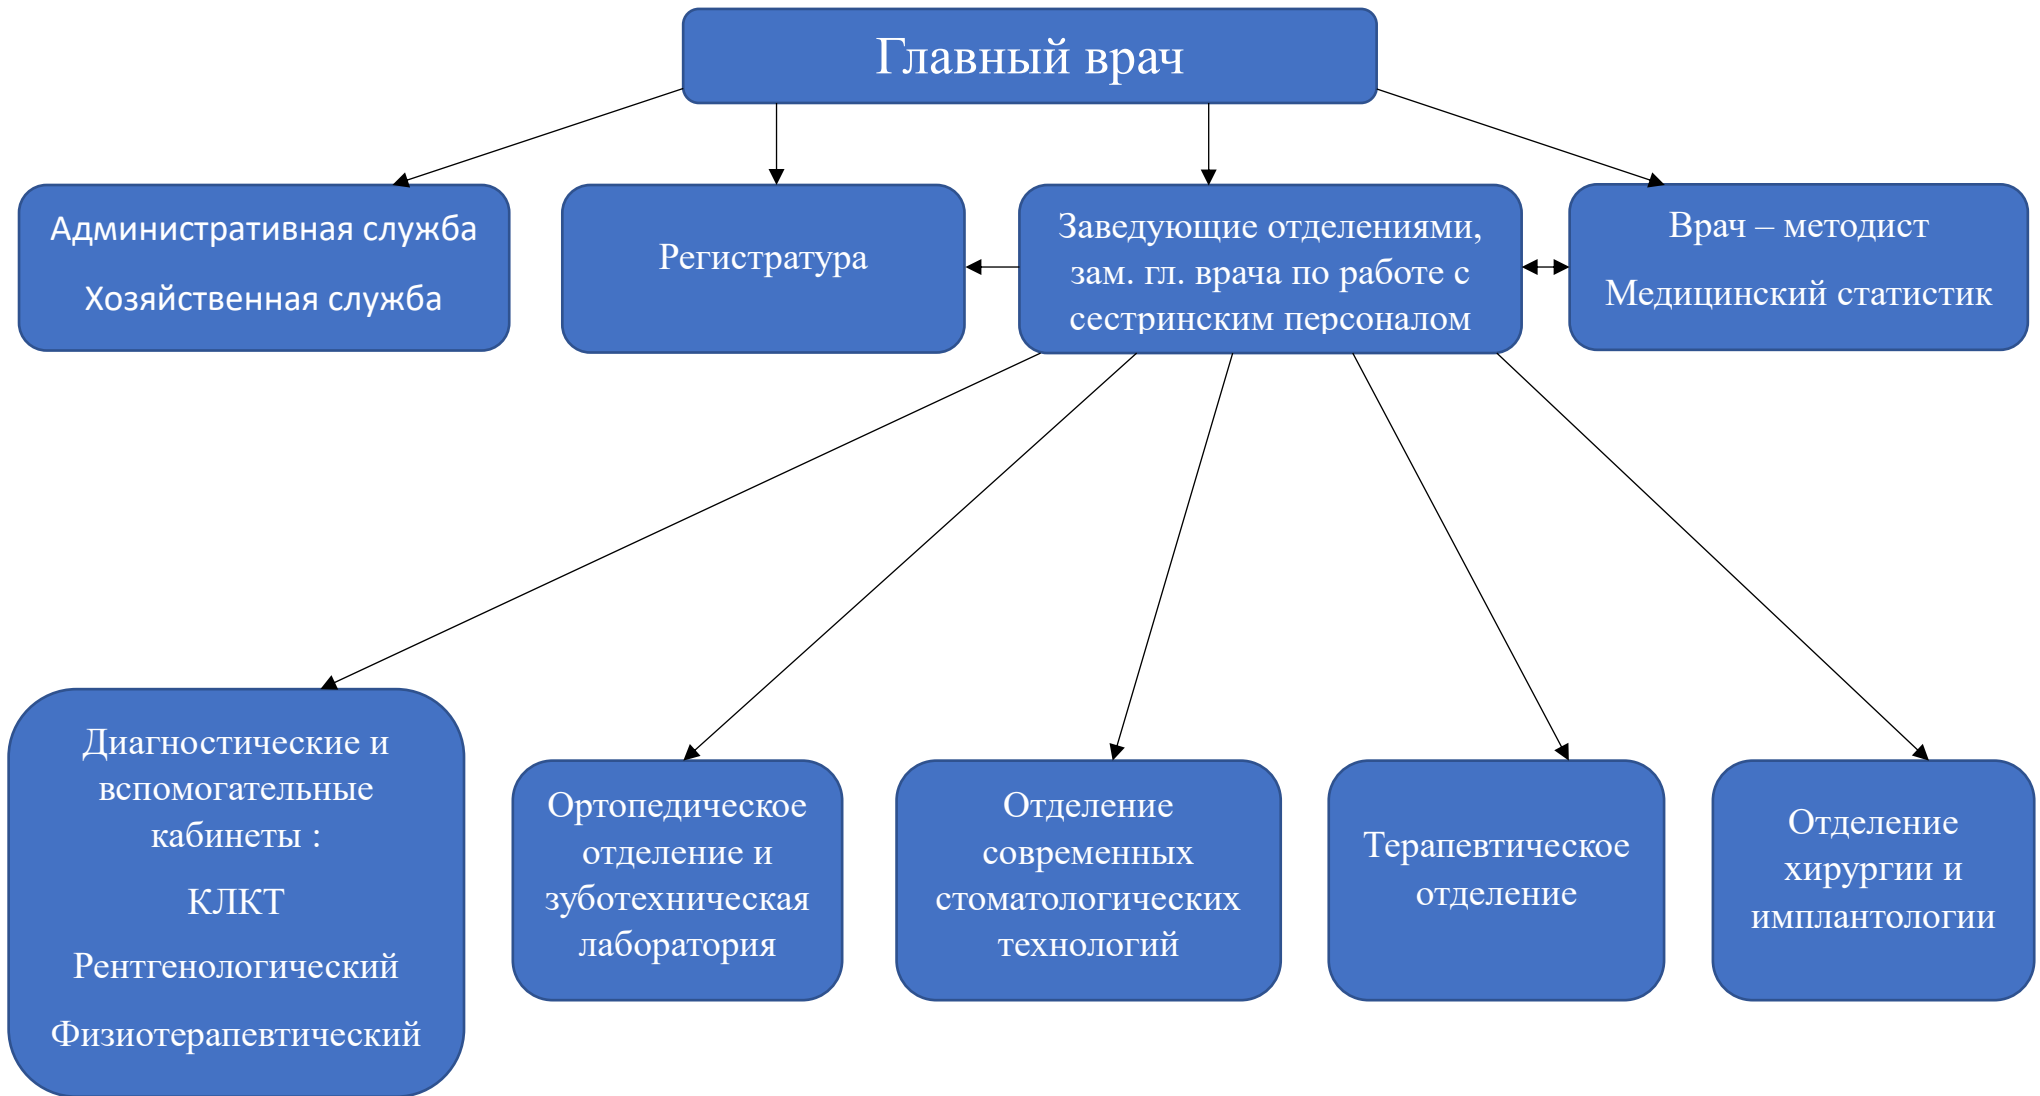 Главный врач
Административная служба
Хозяйственная служба
Регистратура
Заведующие отделениями,
зам. гл. врача по работе с
сестринским персоналом
Врач – методист
Медицинский статистик
Диагностические и
вспомогательные
кабинеты :
КЛКТ
Рентгенологический
Физиотерапевтический
Ортопедическое
отделение и
зуботехническая
лаборатория
Отделение
современных
стоматологических
технологий
Терапевтическое
отделение
Отделение
хирургии и
имплантологии